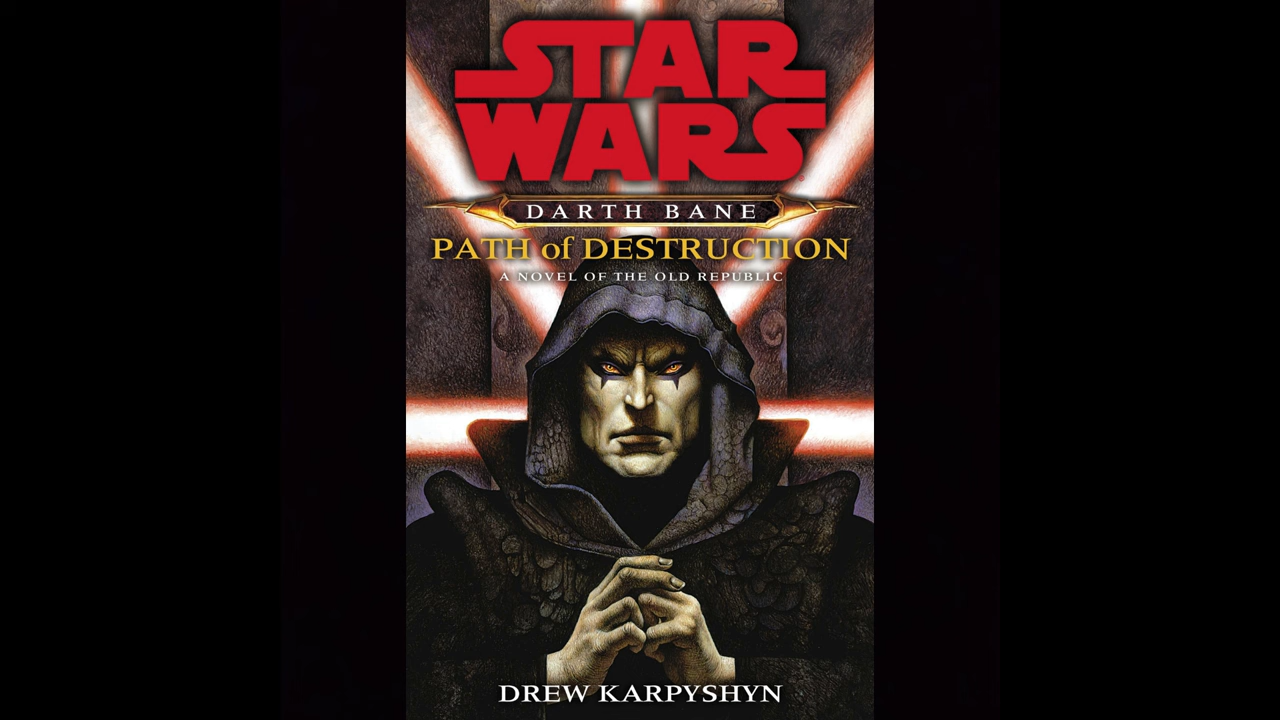 STAR
WARS
DARTH BANE
PATH of DESTRUCTION
A NOVEL OF THE OLD REPUBLIC
DREW KARPYSHYN